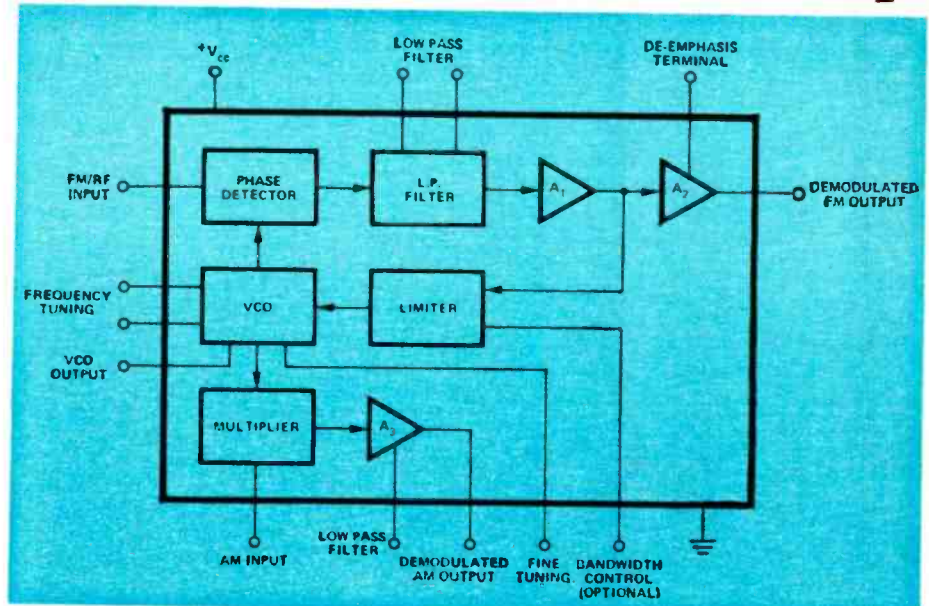 +Vcc
LOW PASS
FILTER
DE-EMPHASIS
TERMINAL
FM/RF
INPUT
PHASE
DETECTOR
L.P.
FILTER
A1
A2
DEMODULATED
FM OUTPUT
FREQUENCY
TUNING
VCO
LIMITER
VCO
OUTPUT
MULTIPLIER
A3
AM INPUT
LOW PASS
FILTER
DEMODULATED
AM OUTPUT
FINE
TUNING
BANDWIDTH
CONTROL
(OPTIONAL)